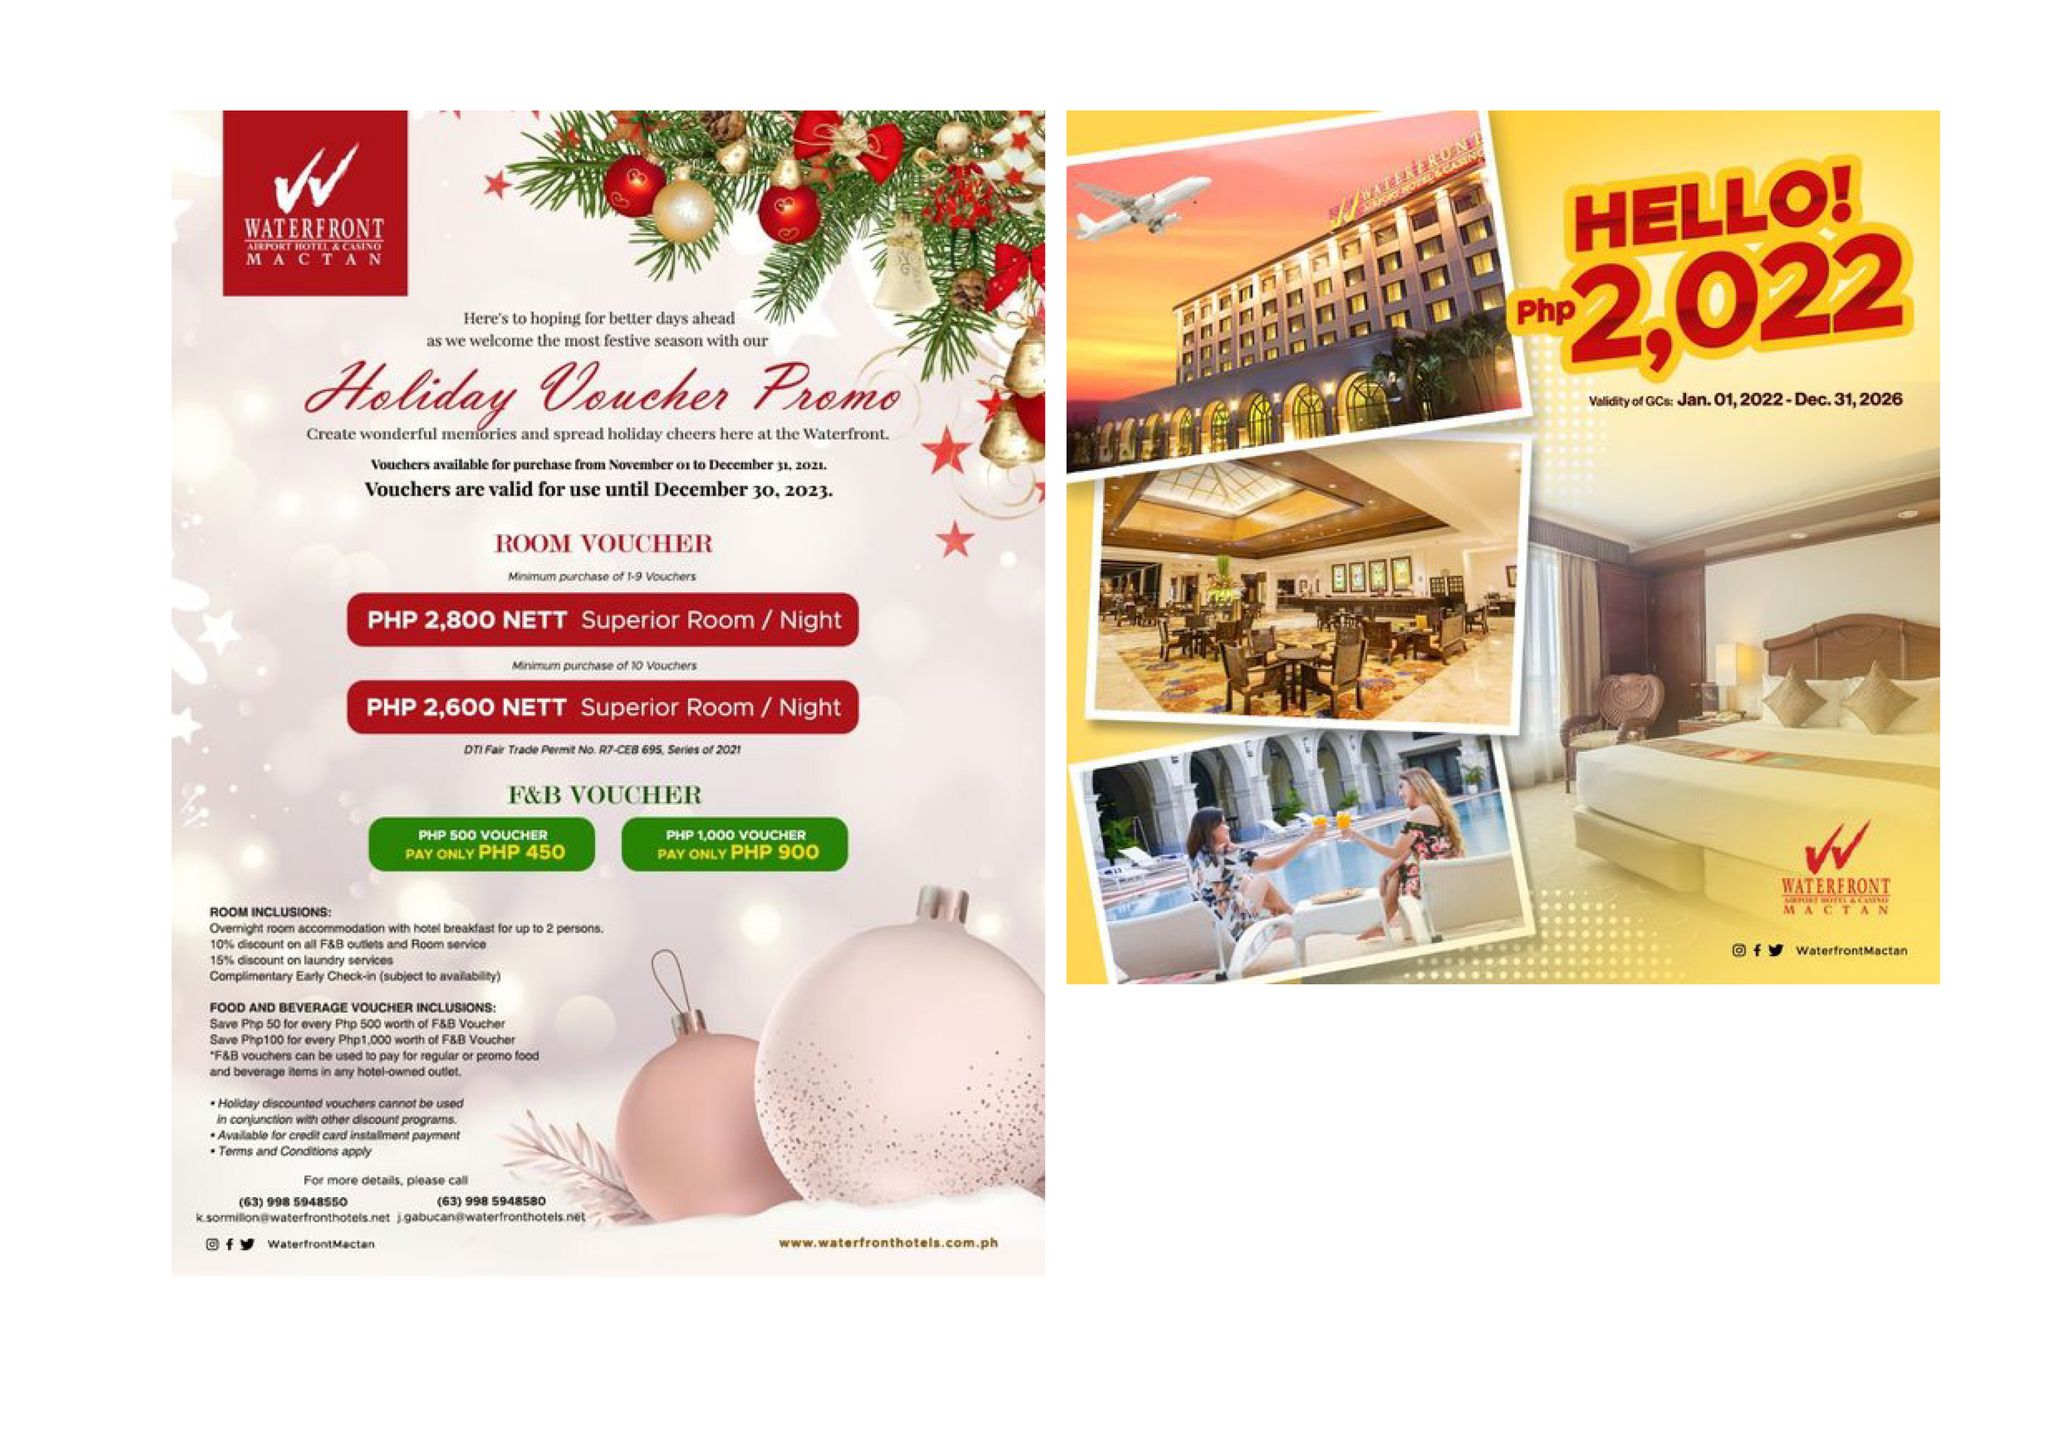 WATERFRONT
AIRPORT HOTEL & CASINO
MACTAN
Here's to hoping for better days ahead
as we welcome the most festive season with our
Holiday Voucher Promo
Create wonderful memories and spread holiday cheers here at the Waterfront.
Vouchers available for purchase from November 01 to December 31, 2021.
Vouchers are valid for use until December 30, 2023.
ROOM VOUCHER
Minimum purchase of 1-9 Vouchers
PHP 2,800 NETT Superior Room / Night
Minimum purchase of 10 Vouchers
PHP 2,600 NETT Superior Room / Night
DTI Fair Trade Permit No. R7-CEB 695, Series of 2021
F&B VOUCHER
PHP 500 VOUCHER
PAY ONLY PHP 450
PHP 1,000 VOUCHER
PAY ONLY PHP 900
ROOM INCLUSIONS:
Overnight room accommodation with hotel breakfast for up to 2 persons.
10% discount on all F&B outlets and Room service
15% discount on laundry services
Complimentary Early Check-in (subject to availability)
FOOD AND BEVERAGE VOUCHER INCLUSIONS:
Save Php 50 for every Php 500 worth of F&B Voucher
Save Php100 for every Php1,000 worth of F&B Voucher
*F&B vouchers can be used to pay for regular or promo food
and beverage items in any hotel-owned outlet.
• Holiday discounted vouchers cannot be used
in conjunction with other discount programs.
• Available for credit card installment payment
• Terms and Conditions apply
For more details, please call
(63) 998 5948550 (63) 998 5948580
k.sormillon@waterfronthotels.net j.gabucan@waterfronthotels.net
WaterfrontMactan
www.waterfronthotels.com.ph
WATERFRONT
AIRPORT HOTEL & CASINO
HELLO!
Php 2,022
Validity of GCs: Jan. 01, 2022 - Dec. 31, 2026
WATERFRONT
AIRPORT HOTEL & CASINO
MACTAN
WaterfrontMactan